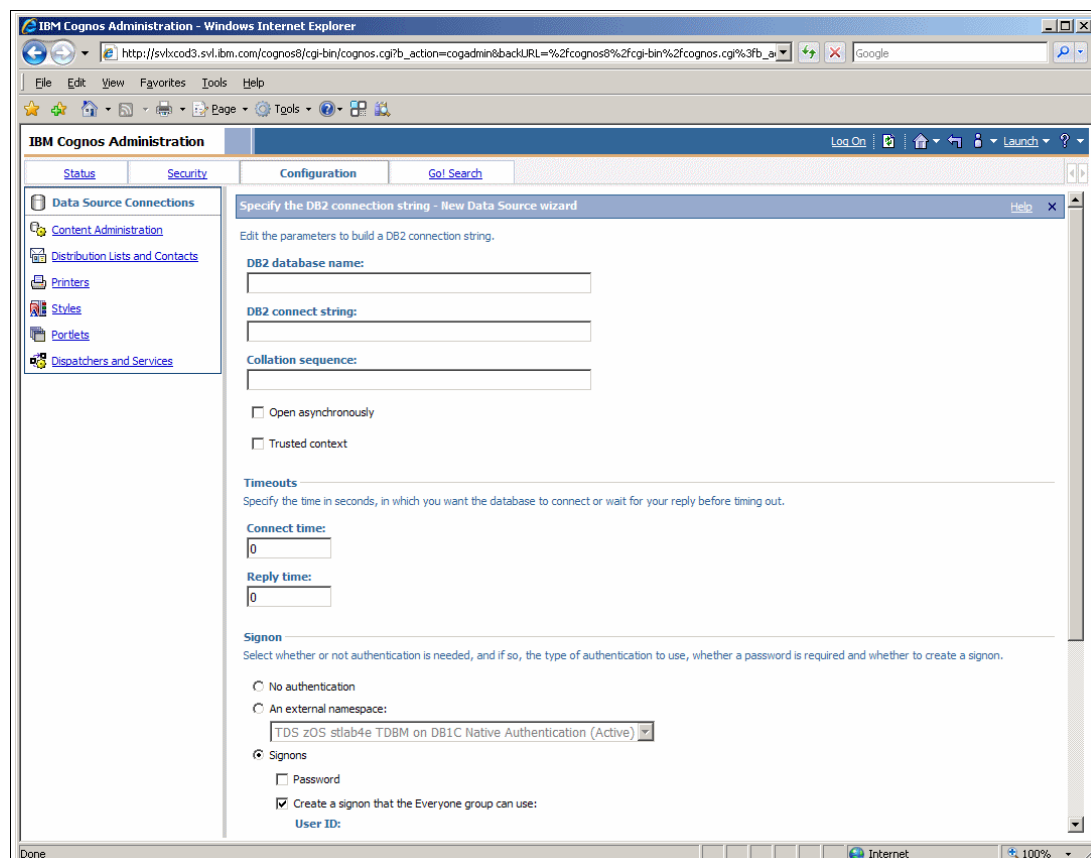 IBM Cognos Administration - Windows Internet Explorer
http://svlxcod3.svl.ibm.com/cognos8/cgi-bin/cognos.cgi?b_action=cogadmin&backURL=%2fcognos8%2fcgi-bin%2fcognos.cgi%3fb_a
Google
File Edit View Favorites Tools Help
Page Tools
IBM Cognos Administration
Log On Launch ?
Status Security Configuration Go! Search
Data Source Connections
Content Administration
Distribution Lists and Contacts
Printers
Styles
Portlets
Dispatchers and Services
Specify the DB2 connection string - New Data Source wizard Help
Edit the parameters to build a DB2 connection string.
DB2 database name:
DB2 connect string:
Collation sequence:
Open asynchronously
Trusted context
Timeouts
Specify the time in seconds, in which you want the database to connect or wait for your reply before timing out.
Connect time:
0
Reply time:
0
Signon
Select whether or not authentication is needed, and if so, the type of authentication to use, whether a password is required and whether to create a signon.
No authentication
An external namespace:
TDS zOS stlab4e TDBM on DB1C Native Authentication (Active)
Signons
Password
Create a signon that the Everyone group can use:
User ID:
Done Internet 100%